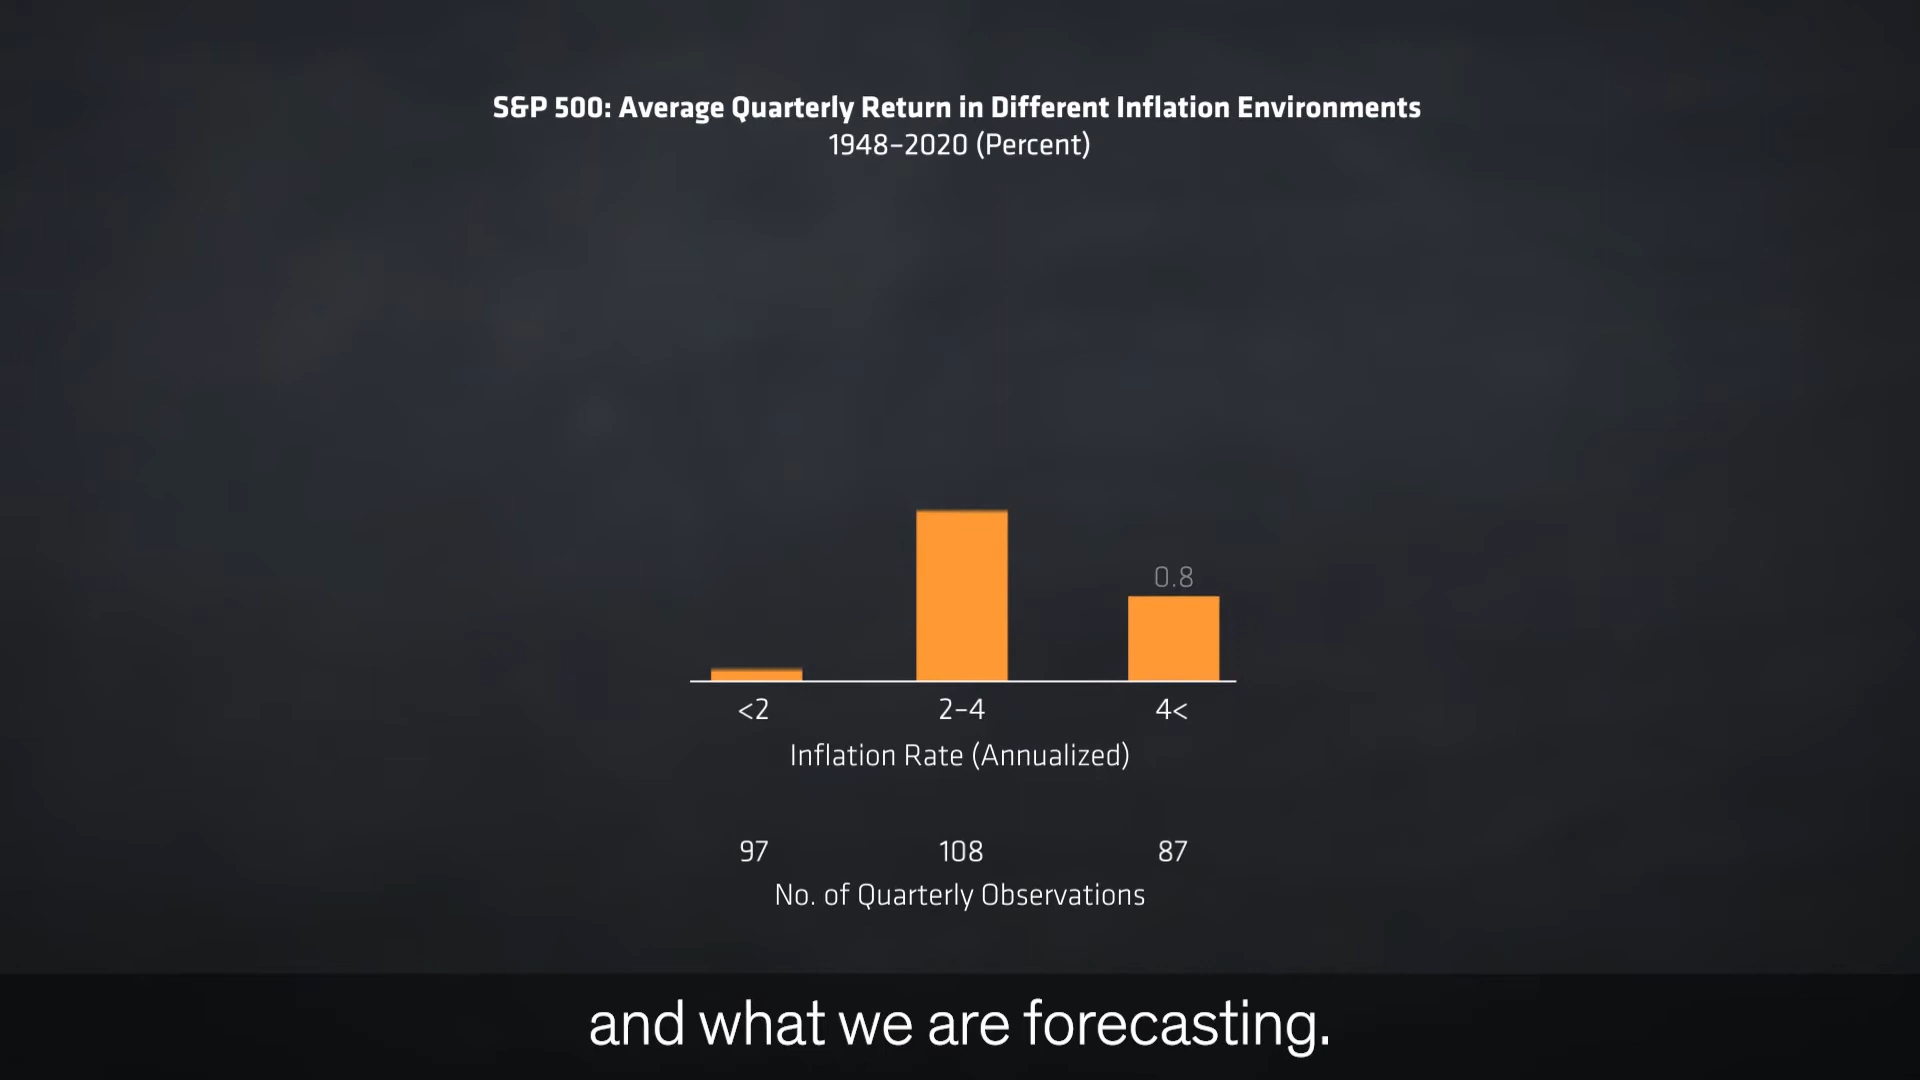 S&P 500: Average Quarterly Return in Different Inflation Environments
1948–2020 (Percent)
0.8
<2 2–4 4<
Inflation Rate (Annualized)
97 108 87
No. of Quarterly Observations
and what we are forecasting.